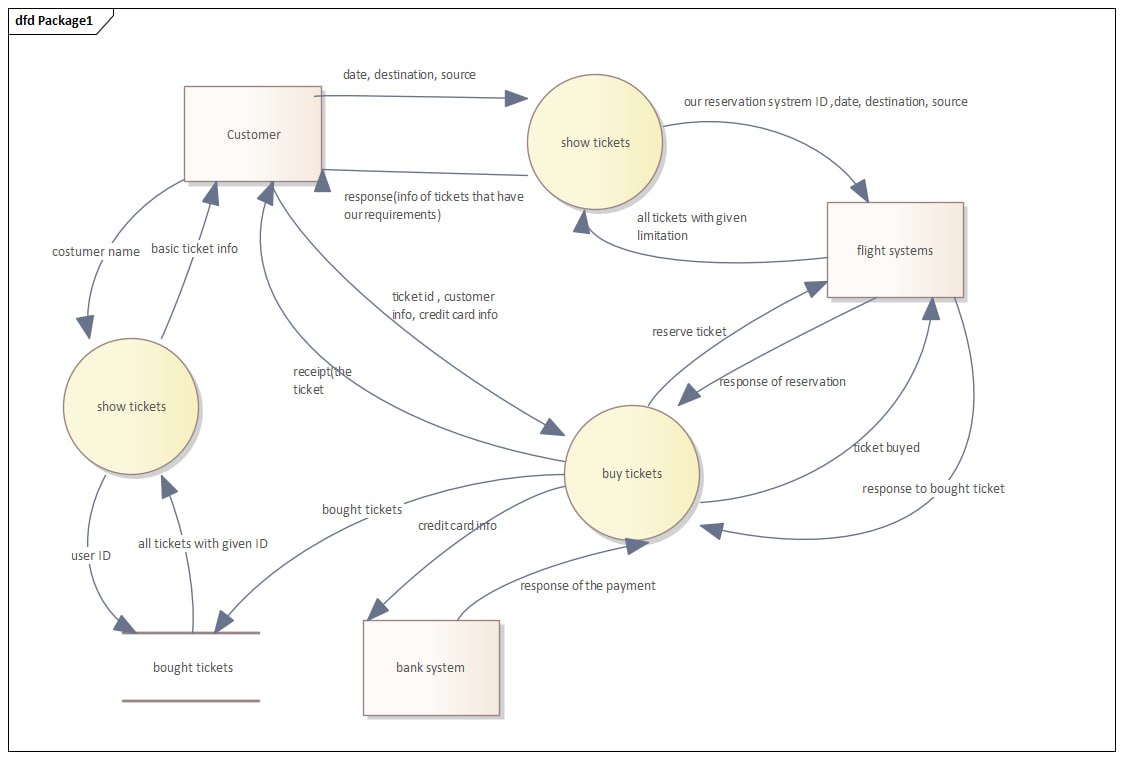 dfd Package1
date, destination, source
our reservation systrem ID ,date, destination, source
Customer
show tickets
response(info of tickets that have
our requirements)
all tickets with given
limitation
flight systems
costumer name
basic ticket info
ticket id , customer
info, credit card info
reserve ticket
receipt(the
ticket
response of reservation
show tickets
buy tickets
ticket buyed
response to bought ticket
bought tickets
credit card info
user ID
all tickets with given ID
response of the payment
bought tickets
bank system